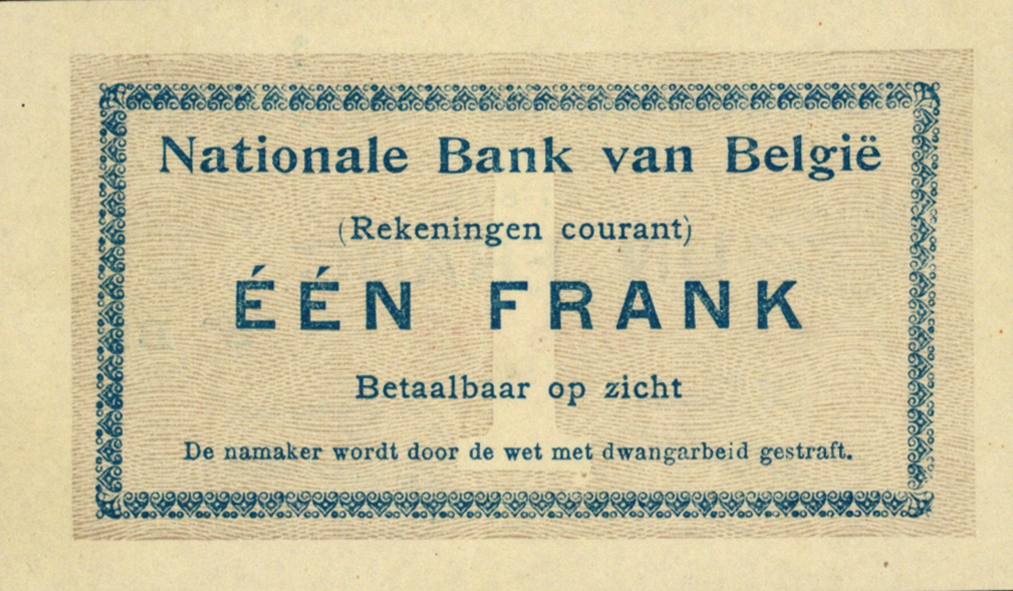 Nationale Bank van België
(Rekeningen courant)
ÉÉN FRANK
1
Betaalbaar op zicht
De namaker wordt door de wet met dwangarbeid gestraft.